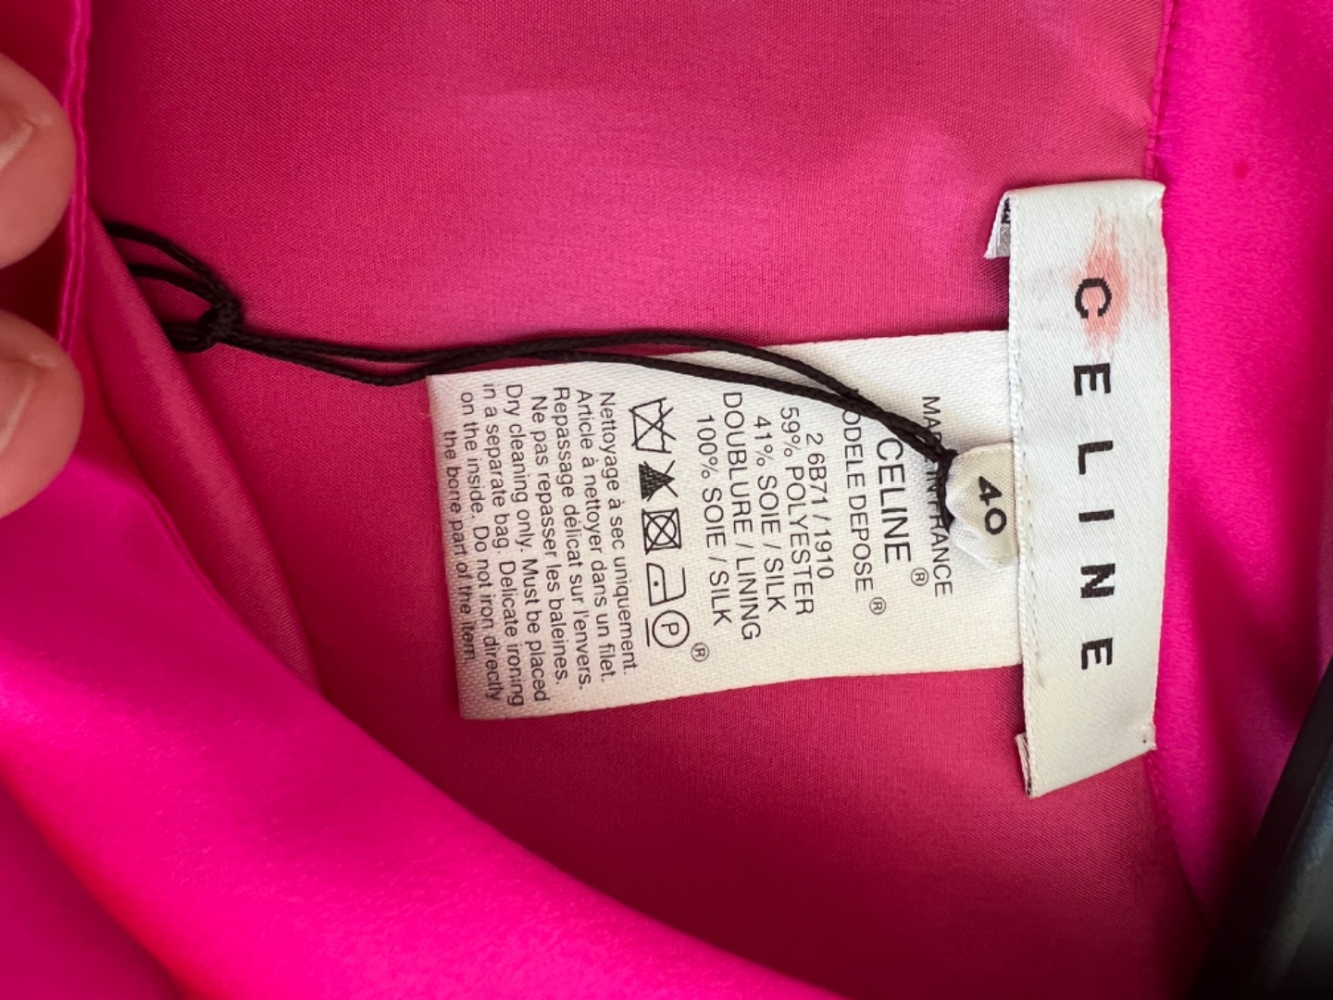 CELINE
40
MADE IN FRANCE
CELINE ®
MODELE DEPOSE ®
2 6B71 / 1910
59% POLYESTER
41% SOIE / SILK
DOUBLURE / LINING
100% SOIE / SILK
®
P
Nettoyage à sec uniquement.
Article à nettoyer dans un filet.
Repassage délicat sur l'envers.
Ne pas repasser les baleines.
Dry cleaning only. Must be placed
in a separate bag. Delicate ironing
on the inside. Do not iron directly
the bone part of the item.